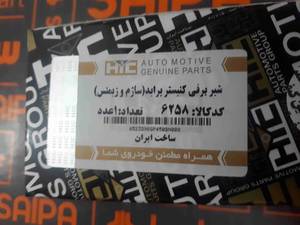 HIC AUTO MOTIVE
GENUINE PARTS
شیر برقی کنیستر پراید(سازم و زیمنس)
کدکالا: ۶۲۵۸ تعداد:۱عدد
ساخت ایران
همراه مطمئن خودروی شما
SAIPA